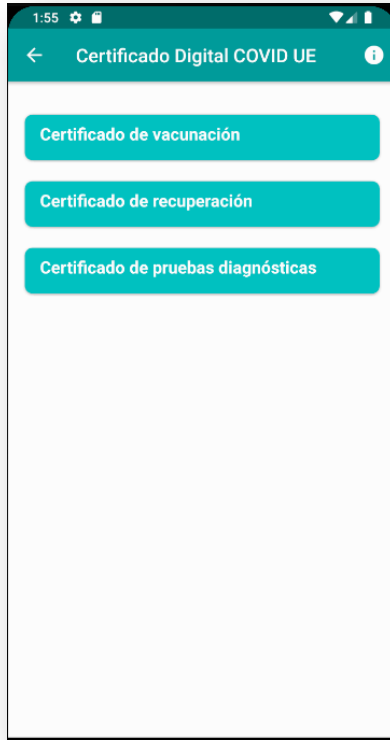 1:55
Certificado Digital COVID UE
Certificado de vacunación
Certificado de recuperación
Certificado de pruebas diagnósticas